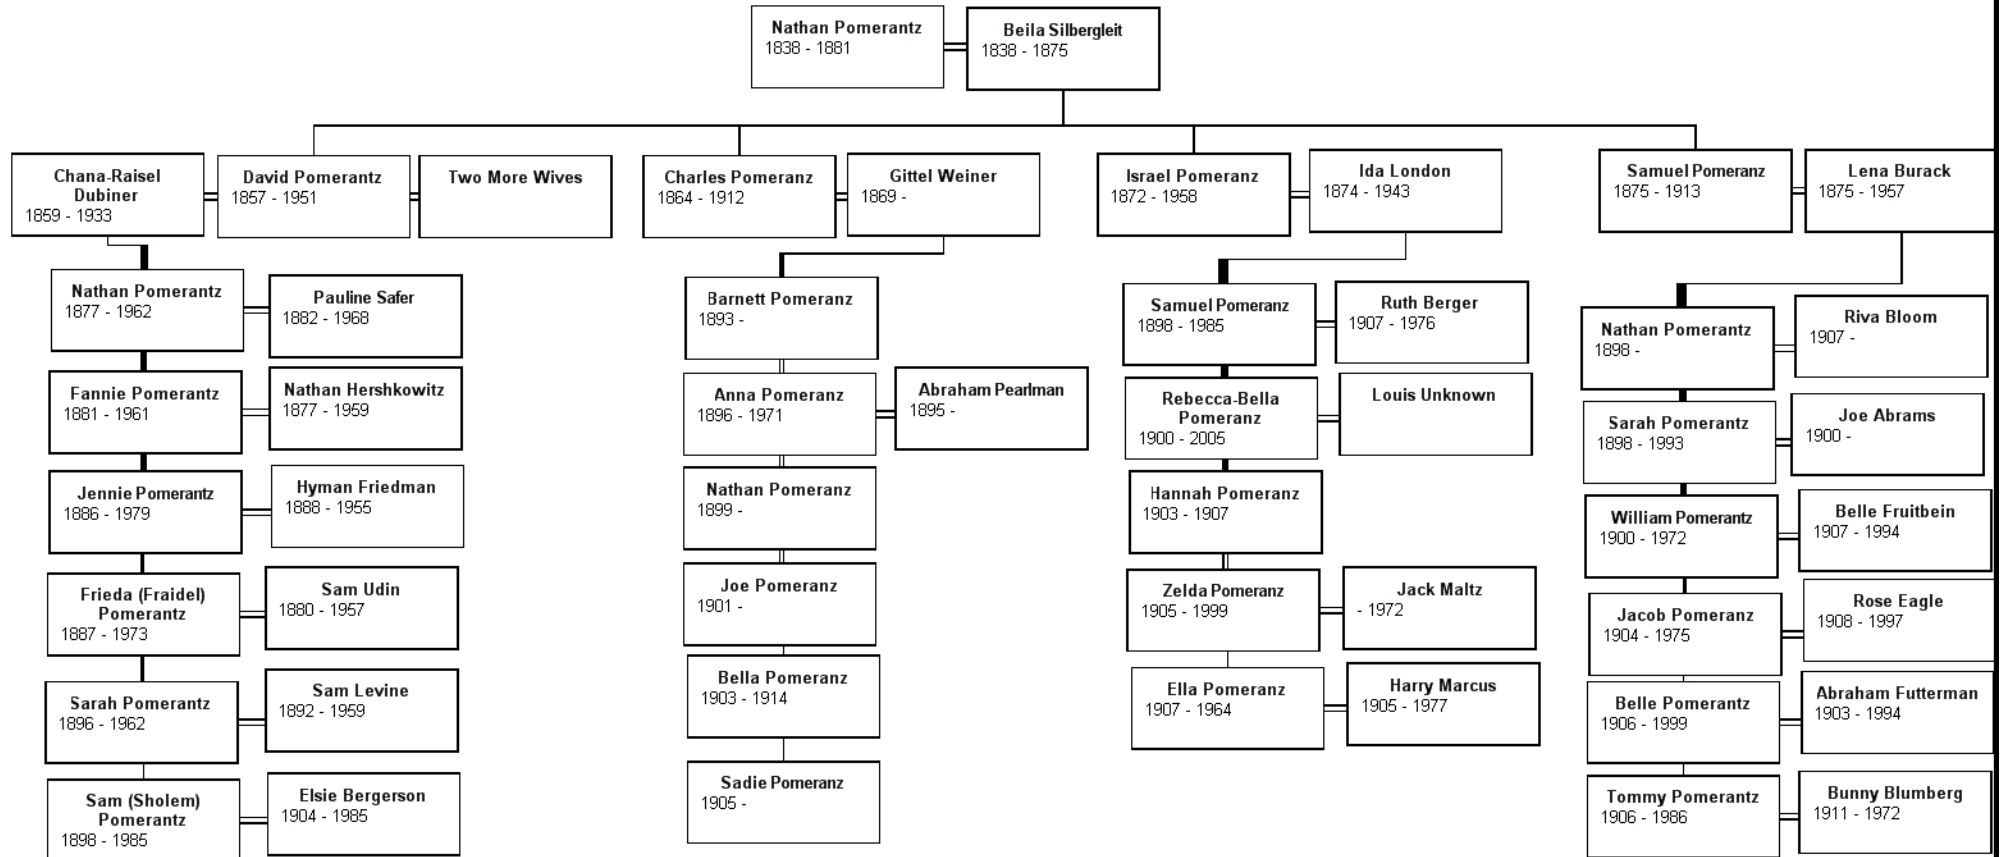 Nathan Pomerantz
1838 - 1881
Beila Silbergleit
1838 - 1875
Chana-Raisel
Dubiner
1859 - 1933
David Pomerantz
1857 - 1951
Two More Wives
Charles Pomeranz
1864 - 1912
Gittel Weiner
1869 -
Israel Pomeranz
1872 - 1958
Ida London
1874 - 1943
Samuel Pomeranz
1875 - 1913
Lena Burack
1875 - 1957
Nathan Pomerantz
1877 - 1962
Pauline Safer
1882 - 1968
Fannie Pomerantz
1881 - 1961
Nathan Hershkowitz
1877 - 1959
Jennie Pomerantz
1886 - 1979
Hyman Friedman
1888 - 1955
Frieda (Fraidel)
Pomerantz
1887 - 1973
Sam Udin
1880 - 1957
Sarah Pomerantz
1896 - 1962
Sam Levine
1892 - 1959
Sam (Sholem)
Pomerantz
1898 - 1985
Elsie Bergerson
1904 - 1985
Barnett Pomeranz
1893 -
Anna Pomeranz
1896 - 1971
Abraham Pearlman
1895 -
Nathan Pomeranz
1899 -
Joe Pomeranz
1901 -
Bella Pomeranz
1903 - 1914
Sadie Pomeranz
1905 -
Samuel Pomeranz
1898 - 1985
Ruth Berger
1907 - 1976
Rebecca-Bella
Pomeranz
1900 - 2005
Louis Unknown
Hannah Pomeranz
1903 - 1907
Zelda Pomeranz
1905 - 1999
Jack Maltz
- 1972
Ella Pomeranz
1907 - 1964
Harry Marcus
1905 - 1977
Nathan Pomerantz
1898 -
Riva Bloom
1907 -
Sarah Pomerantz
1898 - 1993
Joe Abrams
1900 -
William Pomerantz
1900 - 1972
Belle Fruitbein
1907 - 1994
Jacob Pomeranz
1904 - 1975
Rose Eagle
1908 - 1997
Belle Pomerantz
1906 - 1999
Abraham Futterman
1903 - 1994
Tommy Pomerantz
1906 - 1986
Bunny Blumberg
1911 - 1972